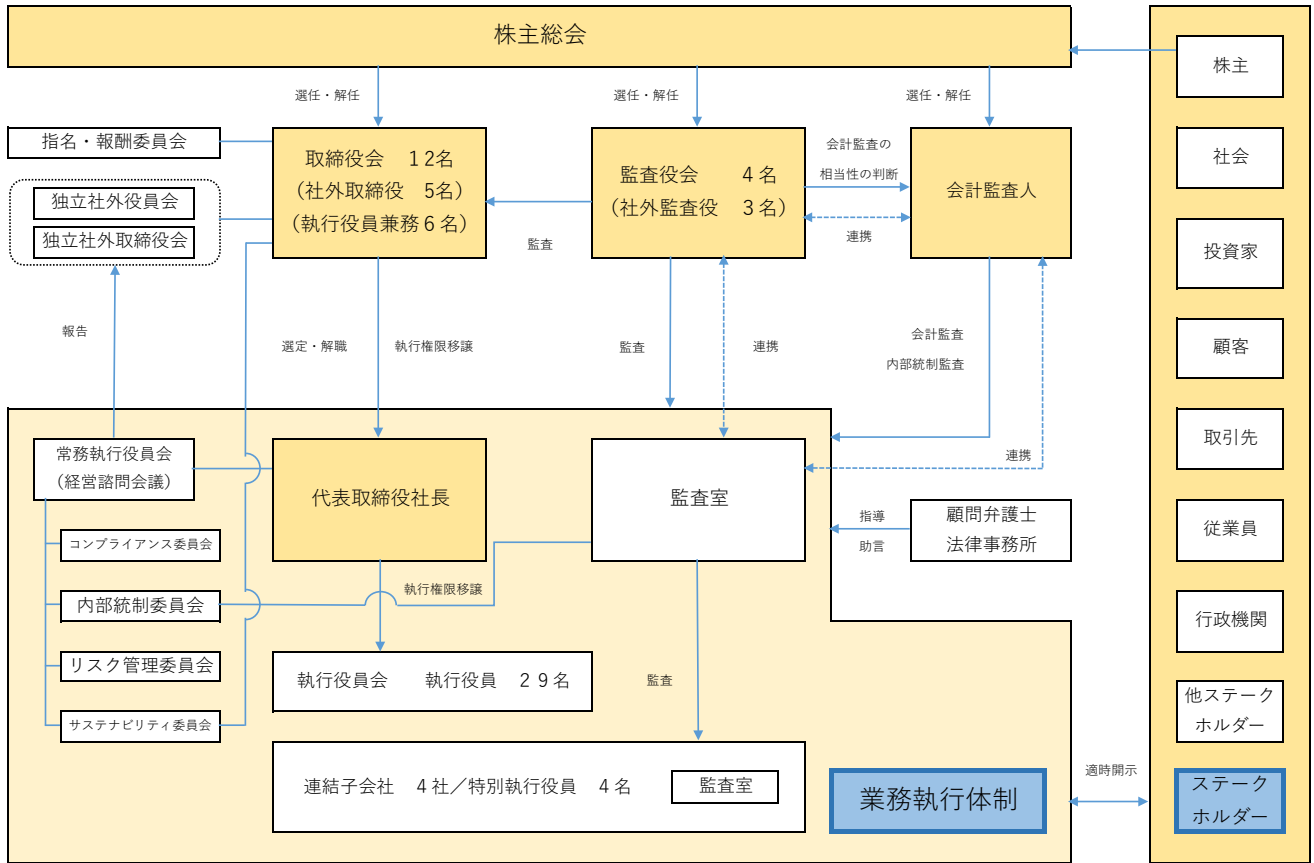 株主総会
選任・解任
選任・解任
選任・解任
指名・報酬委員会
独立社外役員会
独立社外取締役会
取締役会　１２名
（社外取締役　５名）
（執行役員兼務６名）
監査
監査役会　　４名
（社外監査役　３名）
会計監査の
相当性の判断
連携
会計監査人
報告
選定・解職
執行権限移譲
監査
連携
会計監査
内部統制監査
連携
常務執行役員会
（経営諮問会議）
コンプライアンス委員会
内部統制委員会
リスク管理委員会
サステナビリティ委員会
代表取締役社長
執行権限移譲
監査室
指導
助言
顧問弁護士
法律事務所
執行役員会　　執行役員　２９名
監査
連結子会社　４社／特別執行役員　４名
監査室
業務執行体制
適時開示
株主
社会
投資家
顧客
取引先
従業員
行政機関
他ステーク
ホルダー
ステーク
ホルダー